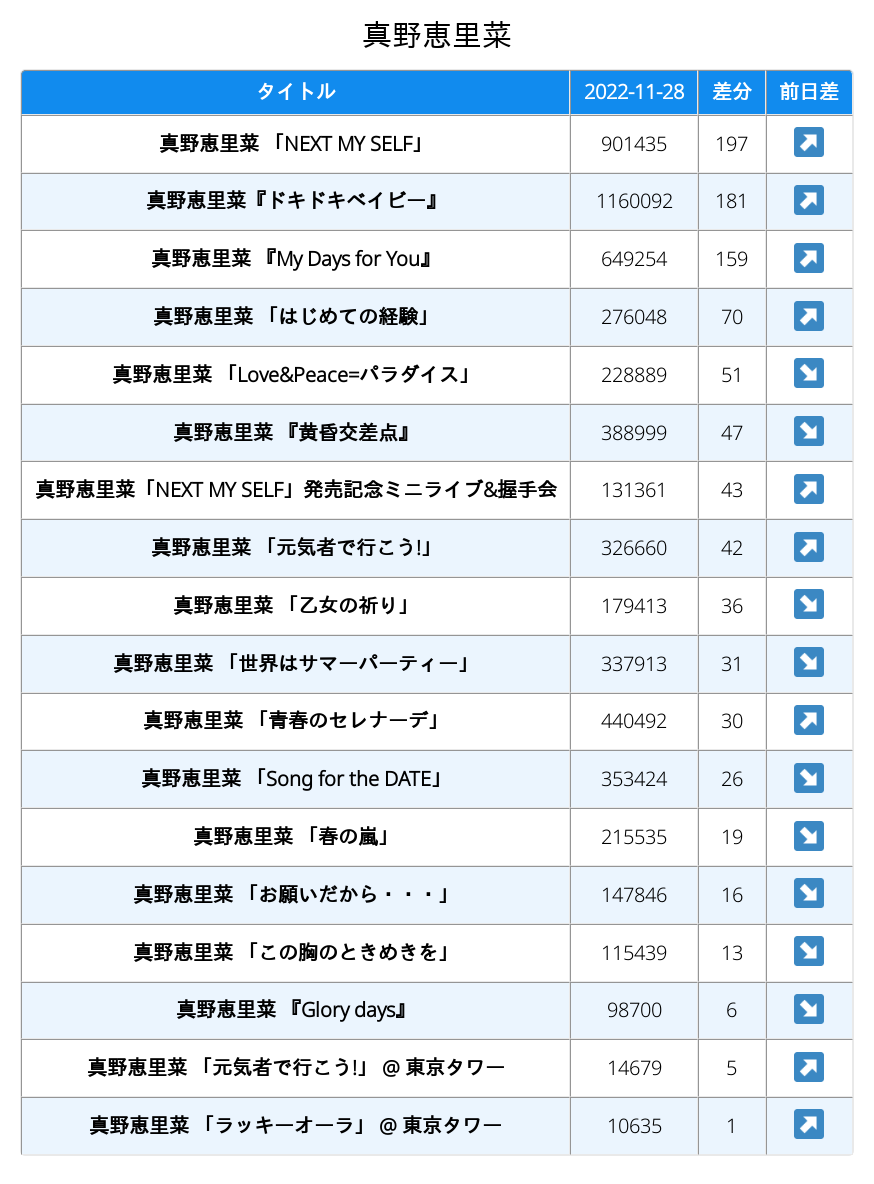 真野恵里菜
タイトル 2022-11-28 差分 前日差
真野恵里菜 「NEXT MY SELF」 901435 197 ↗
真野恵里菜『ドキドキベイビー』 1160092 181 ↗
真野恵里菜 『My Days for You』 649254 159 ↗
真野恵里菜 「はじめての経験」 276048 70 ↗
真野恵里菜 「Love&Peace=パラダイス」 228889 51 ↘
真野恵里菜 『黄昏交差点』 388999 47 ↘
真野恵里菜「NEXT MY SELF」発売記念ミニライブ&握手会 131361 43 ↗
真野恵里菜 「元気者で行こう!」 326660 42 ↗
真野恵里菜 「乙女の祈り」 179413 36 ↘
真野恵里菜 「世界はサマーパーティー」 337913 31 ↘
真野恵里菜 「青春のセレナーデ」 440492 30 ↗
真野恵里菜 「Song for the DATE」 353424 26 ↘
真野恵里菜 「春の嵐」 215535 19 ↘
真野恵里菜 「お願いだから・・・」 147846 16 ↘
真野恵里菜 「この胸のときめきを」 115439 13 ↘
真野恵里菜 『Glory days』 98700 6 ↘
真野恵里菜 「元気者で行こう!」 @ 東京タワー 14679 5 ↗
真野恵里菜 「ラッキーオーラ」 @ 東京タワー 10635 1 ↗